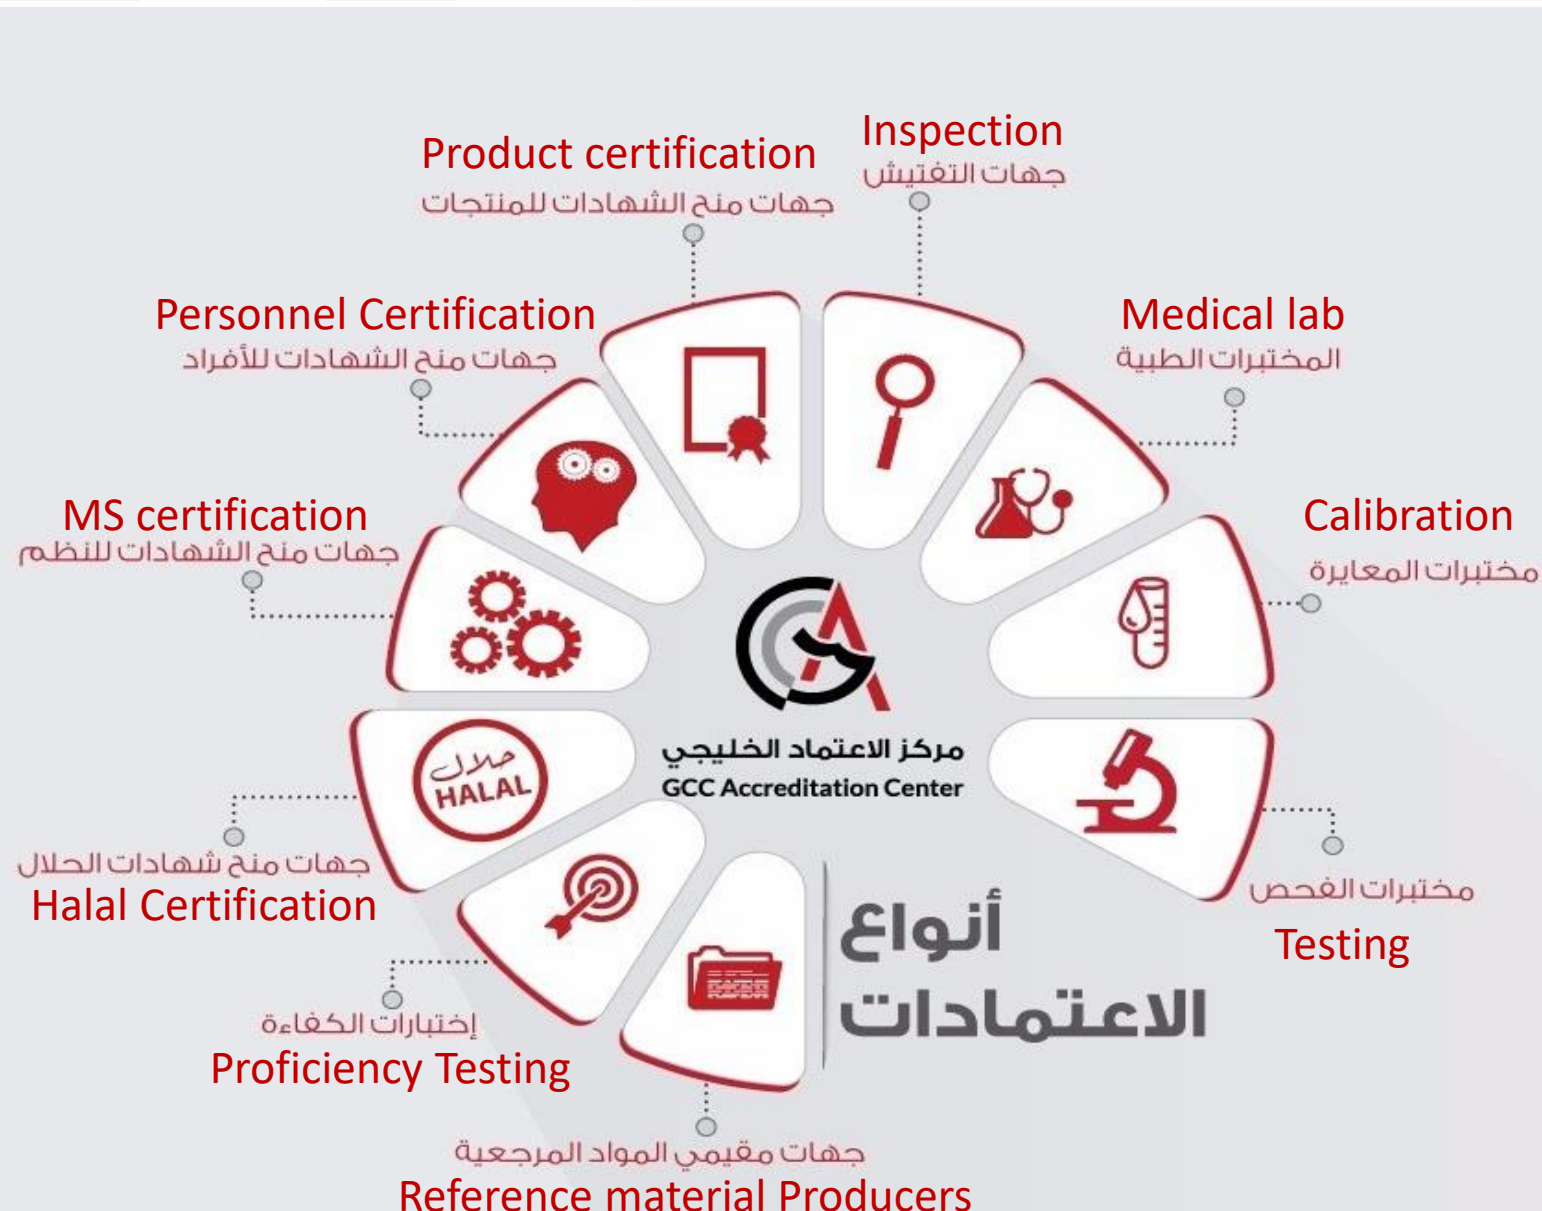 Inspection
جهات التفتيش
Product certification
جهات منح الشهادات للمنتجات
Personnel Certification
جهات منح الشهادات للأفراد
Medical lab
المختبرات الطبية
MS certification
جهات منح الشهادات للنظم
Calibration
مختبرات المعايرة
حلال
HALAL
مركز الاعتماد الخليجي
GCC Accreditation Center
جهات منح شهادات الحلال
Halal Certification
مختبرات الفحص
Testing
أنواع
الاعتمادات
إختبارات الكفاءة
Proficiency Testing
جهات مقيمي المواد المرجعية
Reference material Producers